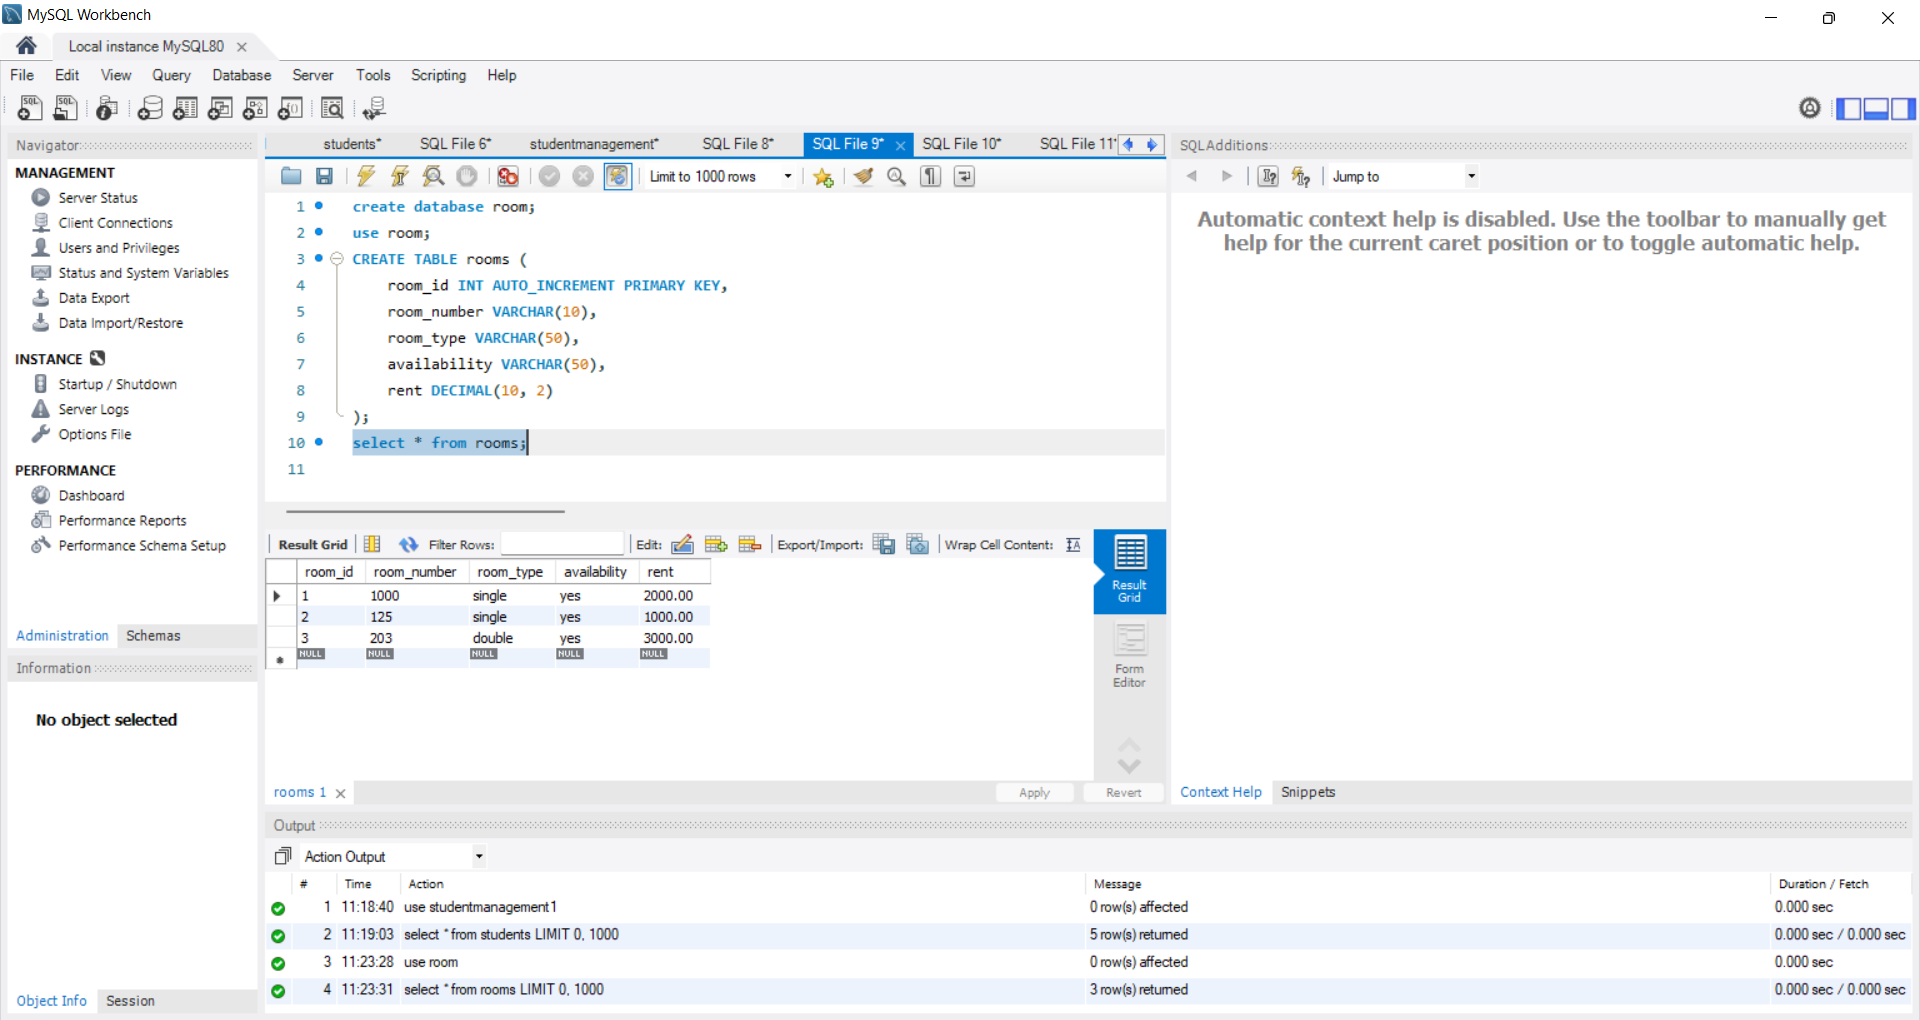 MySQL Workbench
Local instance MySQL80
File Edit View Query Database Server Tools Scripting Help
Navigator
MANAGEMENT
Server Status
Client Connections
Users and Privileges
Status and System Variables
Data Export
Data Import/Restore
INSTANCE
Startup / Shutdown
Server Logs
Options File
PERFORMANCE
Dashboard
Performance Reports
Performance Schema Setup
Administration Schemas
Information
No object selected
Object Info Session
students* SQL File 6* studentmanagement* SQL File 8* SQL File 9* SQL File 10* SQL File 11*
Limit to 1000 rows
1 create database room;
2 use room;
3 CREATE TABLE rooms (
4 room_id INT AUTO_INCREMENT PRIMARY KEY,
5 room_number VARCHAR(10),
6 room_type VARCHAR(50),
7 availability VARCHAR(50),
8 rent DECIMAL(10, 2)
9 );
10 select * from rooms;
11
Result Grid Filter Rows: Edit: Export/Import: Wrap Cell Content:
room_id room_number room_type availability rent
1 1000 single yes 2000.00
2 125 single yes 1000.00
3 203 double yes 3000.00
NULL NULL NULL NULL NULL
Result
Grid
Form
Editor
rooms 1
Apply Revert
SQLAdditions
Jump to
Automatic context help is disabled. Use the toolbar to manually get
help for the current caret position or to toggle automatic help.
Context Help Snippets
Output
Action Output
# Time Action Message Duration / Fetch
1 11:18:40 use studentmanagement1 0 row(s) affected 0.000 sec
2 11:19:03 select * from students LIMIT 0, 1000 5 row(s) returned 0.000 sec / 0.000 sec
3 11:23:28 use room 0 row(s) affected 0.000 sec
4 11:23:31 select * from rooms LIMIT 0, 1000 3 row(s) returned 0.000 sec / 0.000 sec